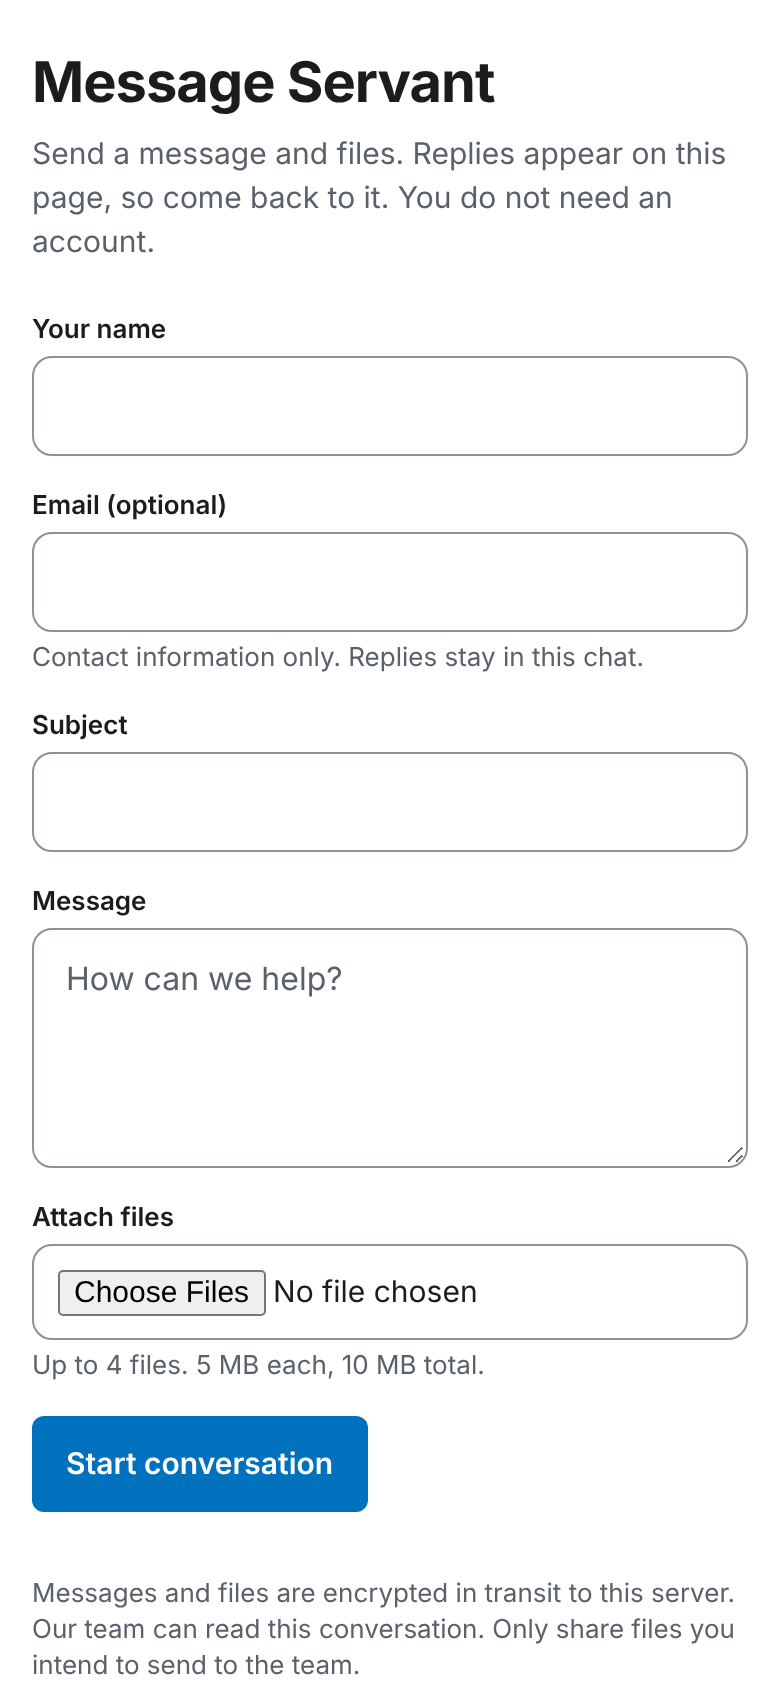 Message Servant
Send a message and files. Replies appear on this
page, so come back to it. You do not need an
account.
Your name
Email (optional)
Contact information only. Replies stay in this chat.
Subject
Message
How can we help?
Attach files
Choose Files No file chosen
Up to 4 files. 5 MB each, 10 MB total.
Start conversation
Messages and files are encrypted in transit to this server.
Our team can read this conversation. Only share files you
intend to send to the team.